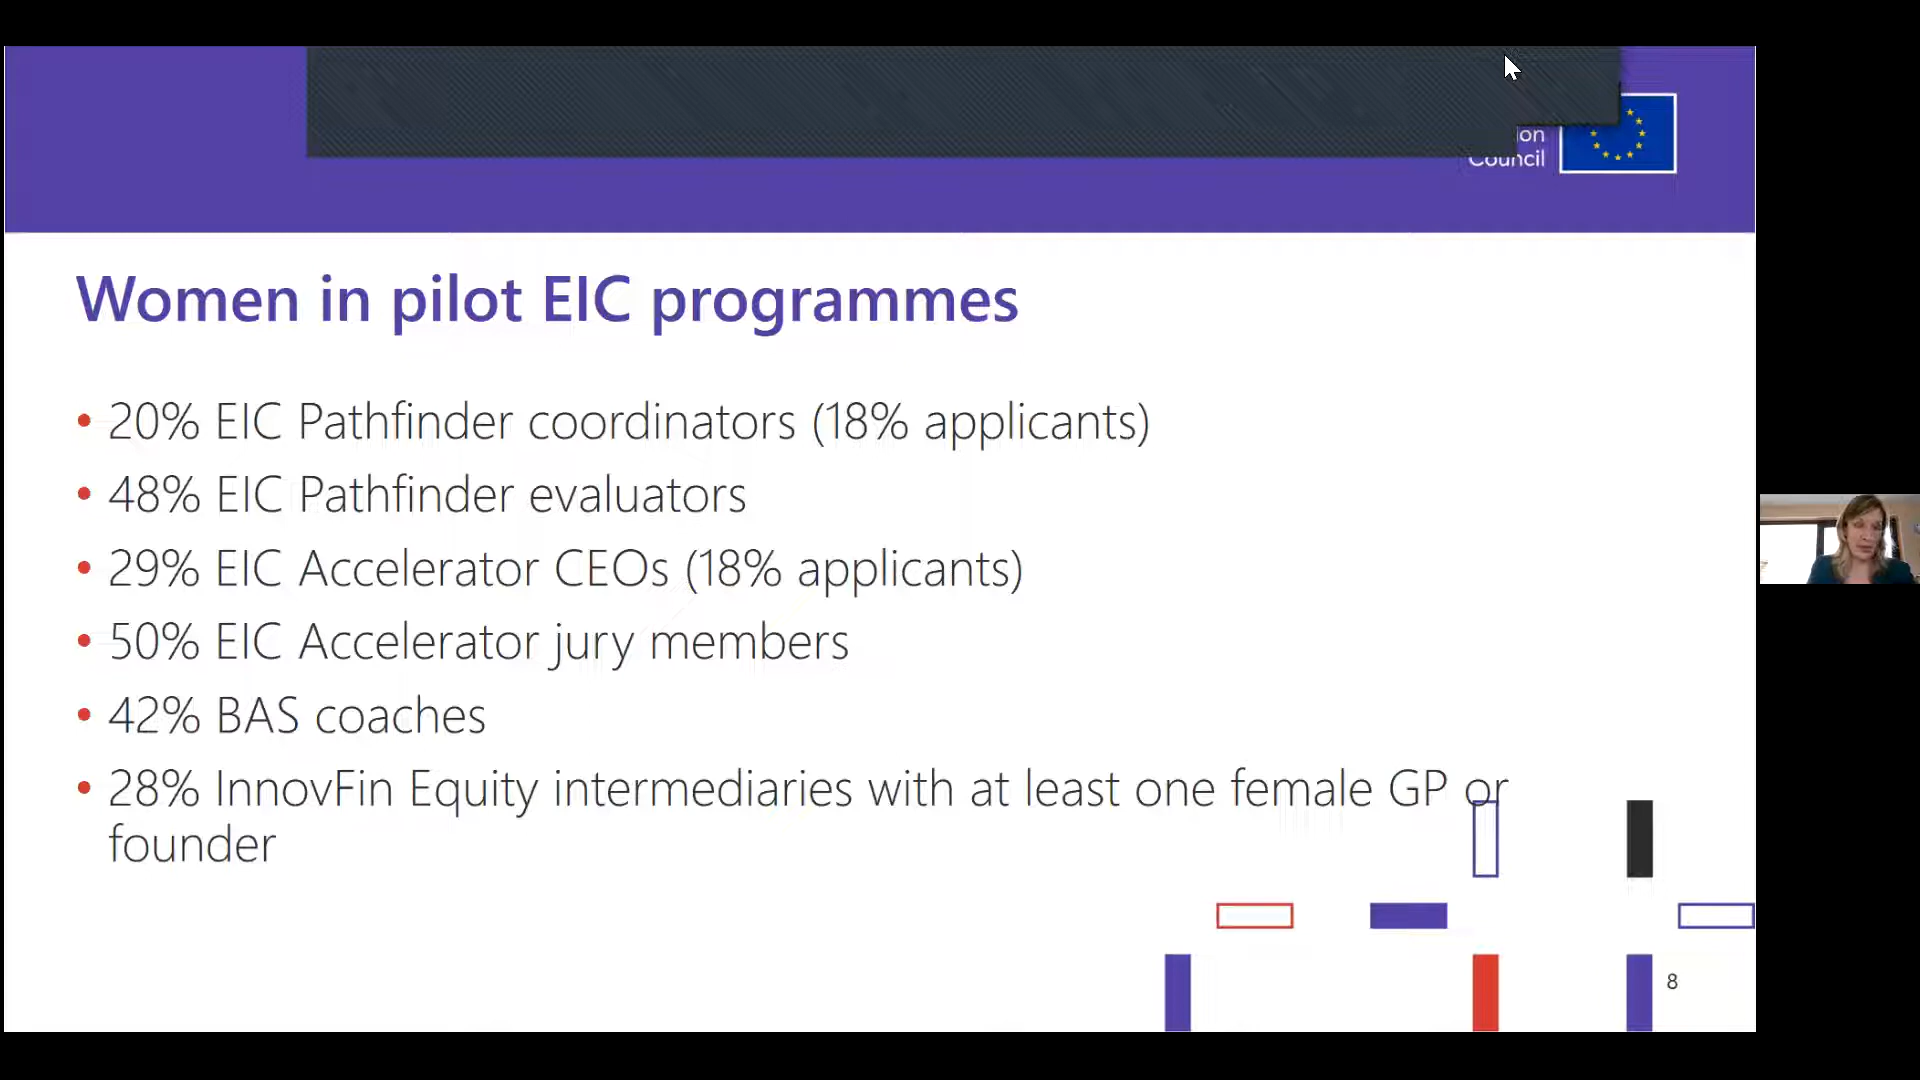 Council
Women in pilot EIC programmes
• 20% EIC Pathfinder coordinators (18% applicants)
• 48% EIC Pathfinder evaluators
• 29% EIC Accelerator CEOs (18% applicants)
• 50% EIC Accelerator jury members
• 42% BAS coaches
• 28% InnovFin Equity intermediaries with at least one female GP or
founder
8